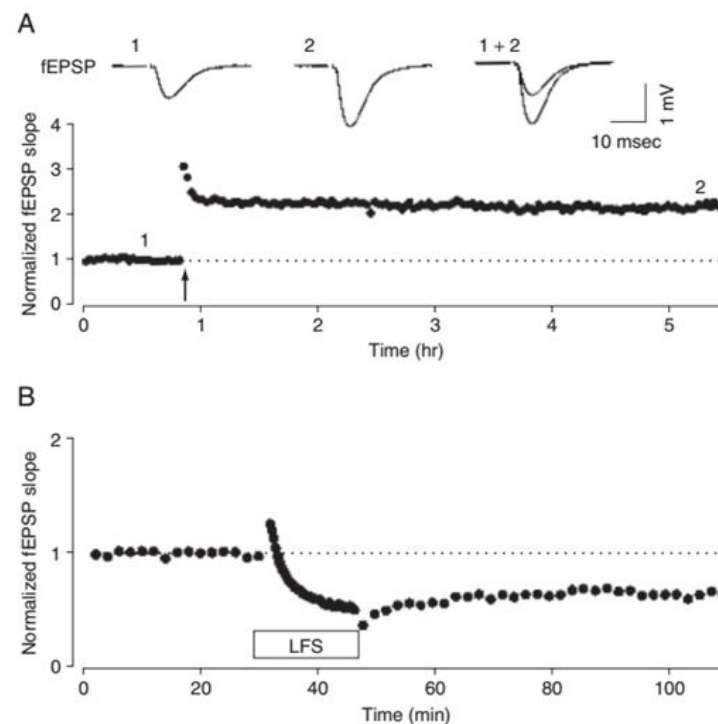 A
1 2 1 + 2
fEPSP
1 mV
10 msec
Normalized fEPSP slope
4
3
2
1
0
1
2
0 1 2 3 4 5
Time (hr)
B
Normalized fEPSP slope
2
1
0
LFS
0 20 40 60 80 100
Time (min)